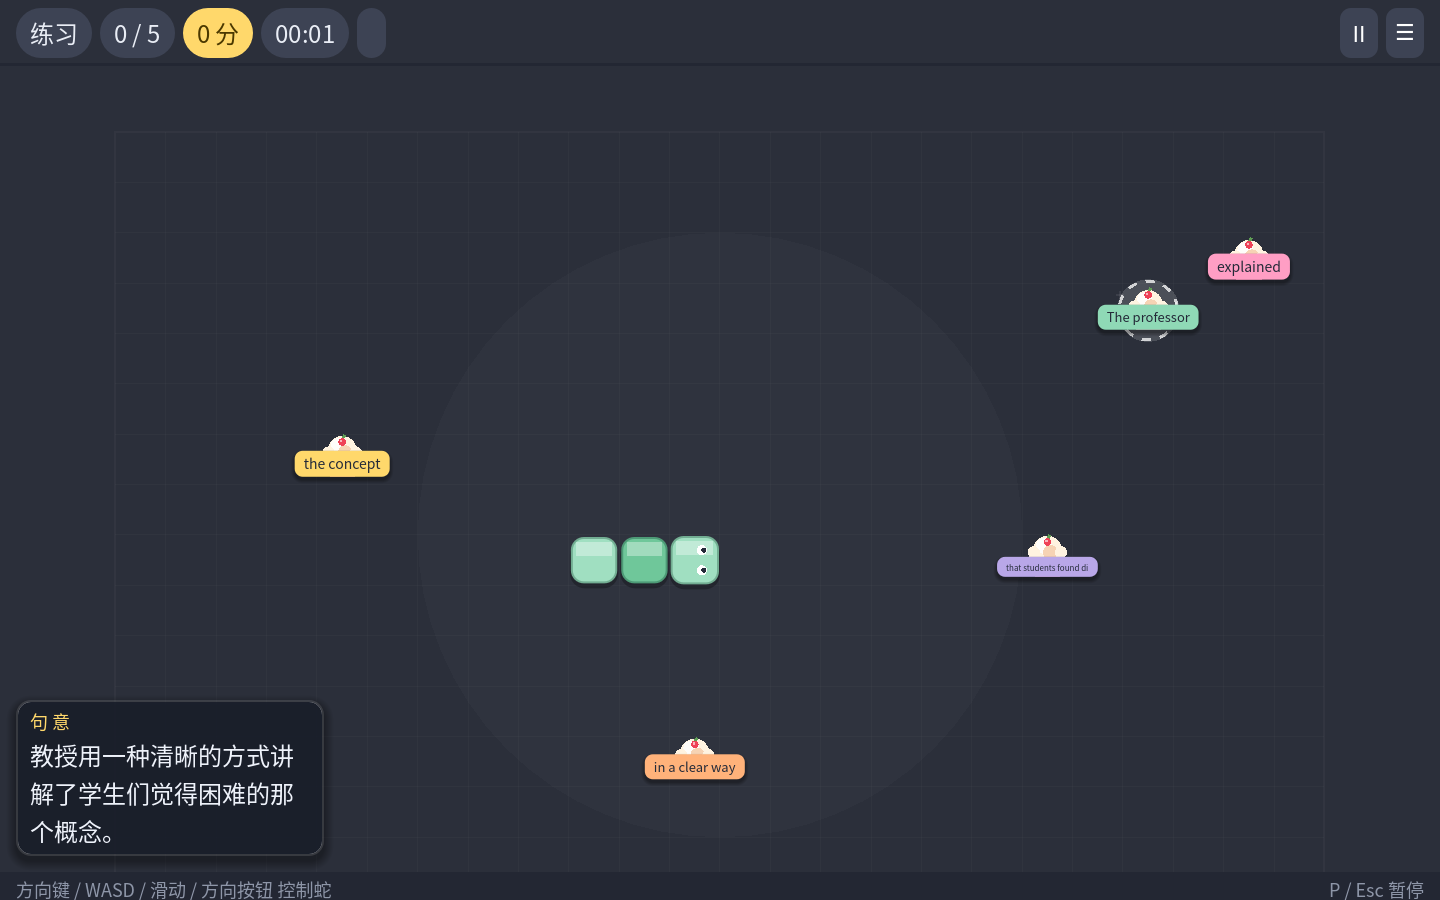 练习
0 / 5
0 分
00:01
explained
The professor
the concept
that students found di
in a clear way
句 意
教授用一种清晰的方式讲
解了学生们觉得困难的那
个概念。
方向键 / WASD / 滑动 / 方向按钮 控制蛇
P / Esc 暂停